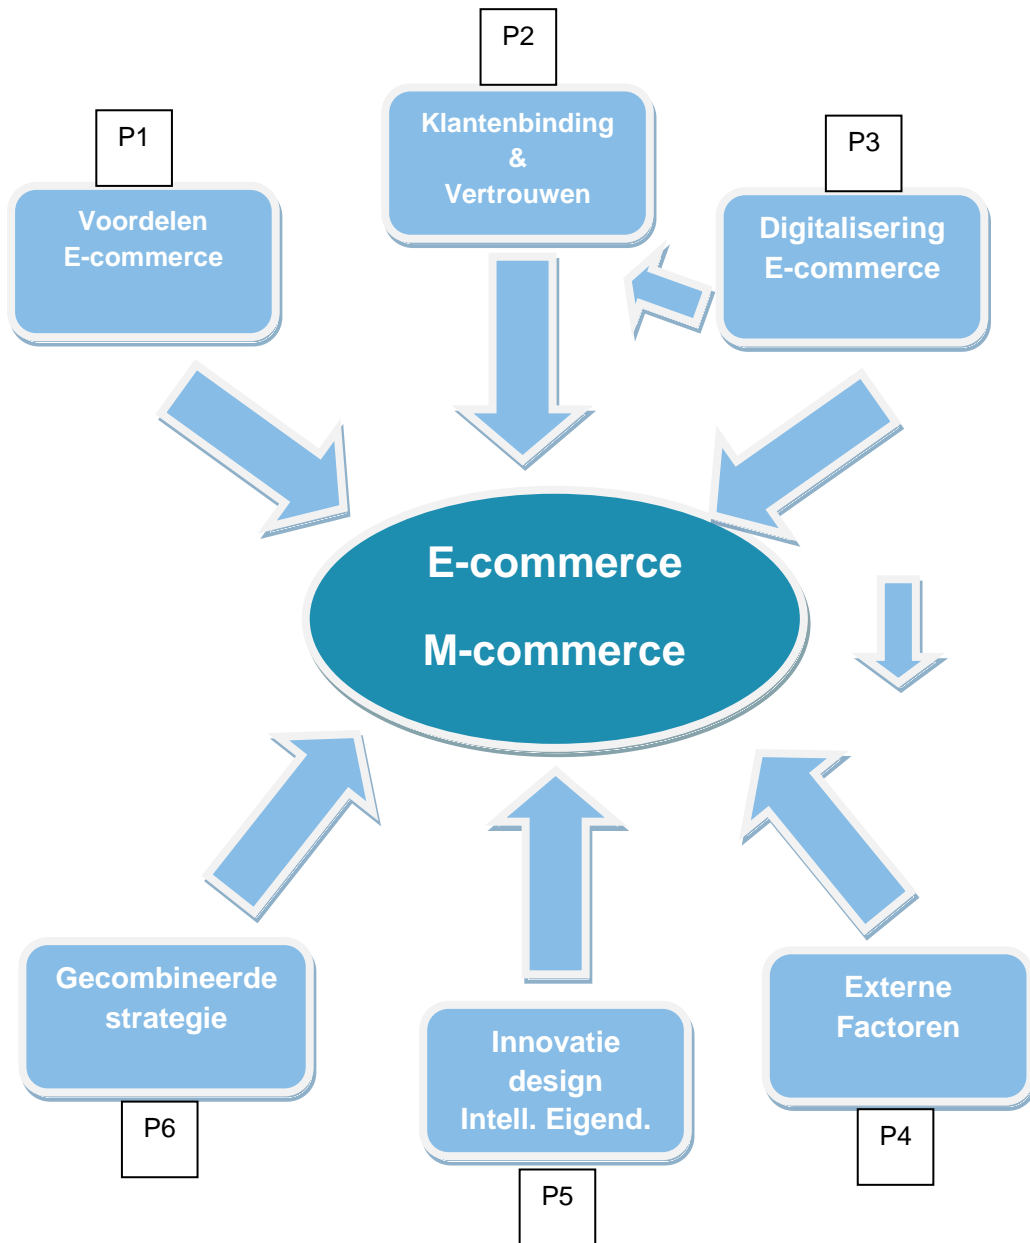 P1
Voordelen
E-commerce
P2
Klantenbinding
&
Vertrouwen
P3
Digitalisering
E-commerce
E-commerce
M-commerce
Gecombineerde
strategie
P6
Innovatie
design
Intell. Eigend.
P5
Externe
Factoren
P4